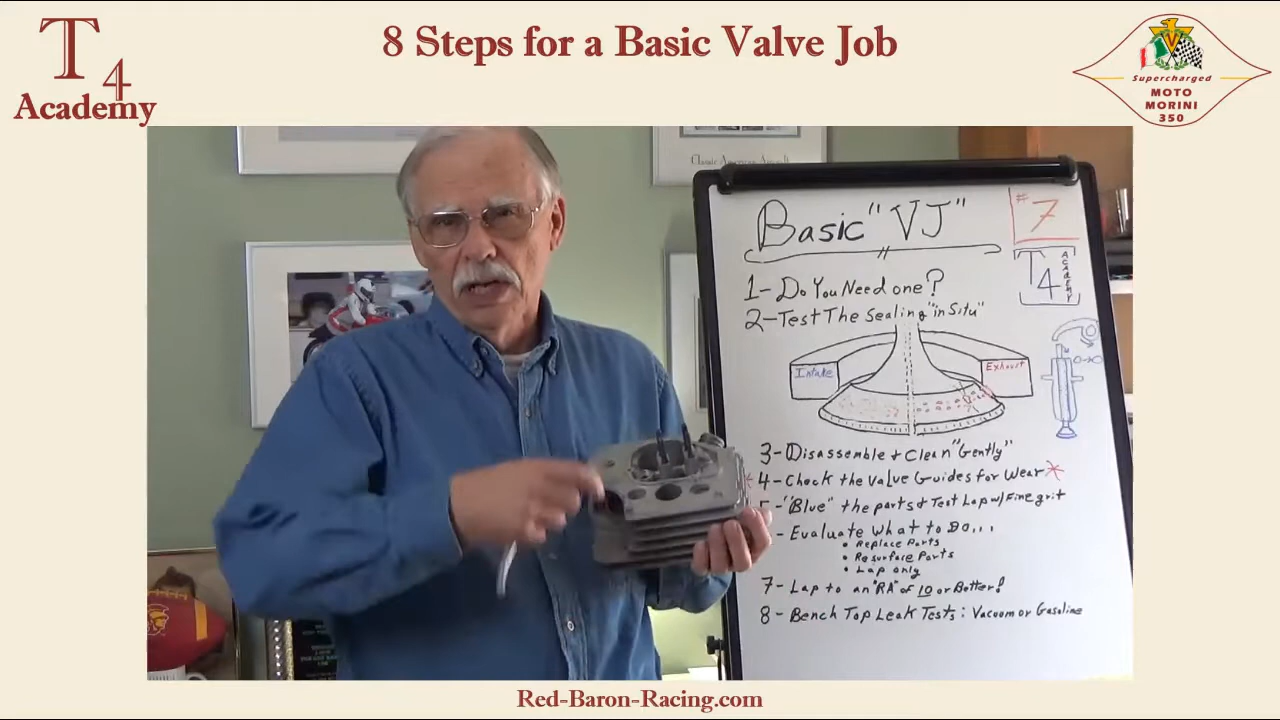 8 Steps for a Basic Valve Job
T4
Academy
Supercharged
MOTO
MORINI
350
Basic "VJ"
#7
T4
ACADEMY
1- Do You Need one?
2- Test The Sealing "in Situ"
Intake
Exhaust
3- Disassemble + Clean "Gently"
*4- Check the valve Guides for Wear*
5- "Blue" the parts & Test Lap w/ Fine grit
- Evaluate What to Do...
• Replace Parts
• Resurface Parts
• Lap only
7- Lap to an "RA" of 10 or Better!
8- Bench Top Leak Tests: Vacuum or Gasoline
Red-Baron-Racing.com